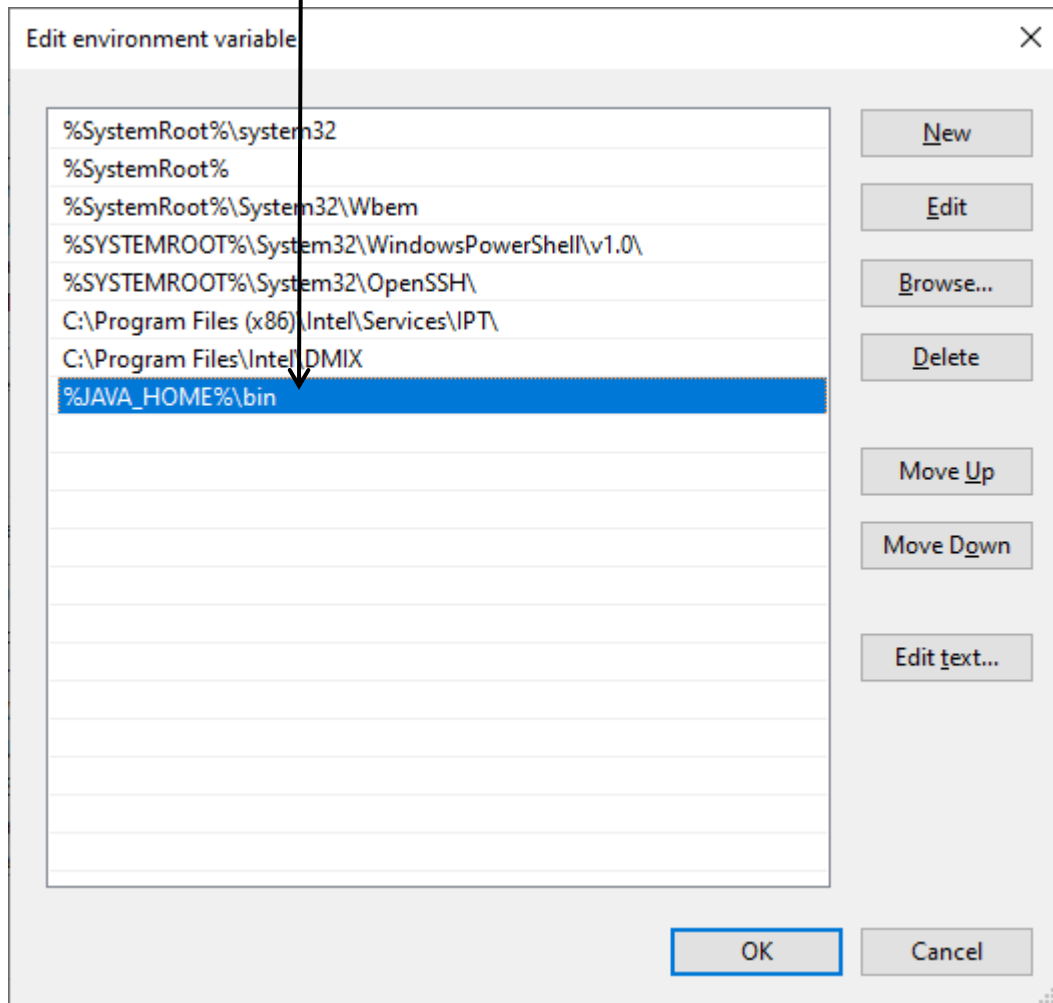 Edit environment variable
%SystemRoot%\system32
%SystemRoot%
%SystemRoot%\System32\Wbem
%SYSTEMROOT%\System32\WindowsPowerShell\v1.0\
%SYSTEMROOT%\System32\OpenSSH\
C:\Program Files (x86)\Intel\Services\IPT\
C:\Program Files\Intel\DMIX
%JAVA_HOME%\bin
New
Edit
Browse...
Delete
Move Up
Move Down
Edit text...
OK
Cancel